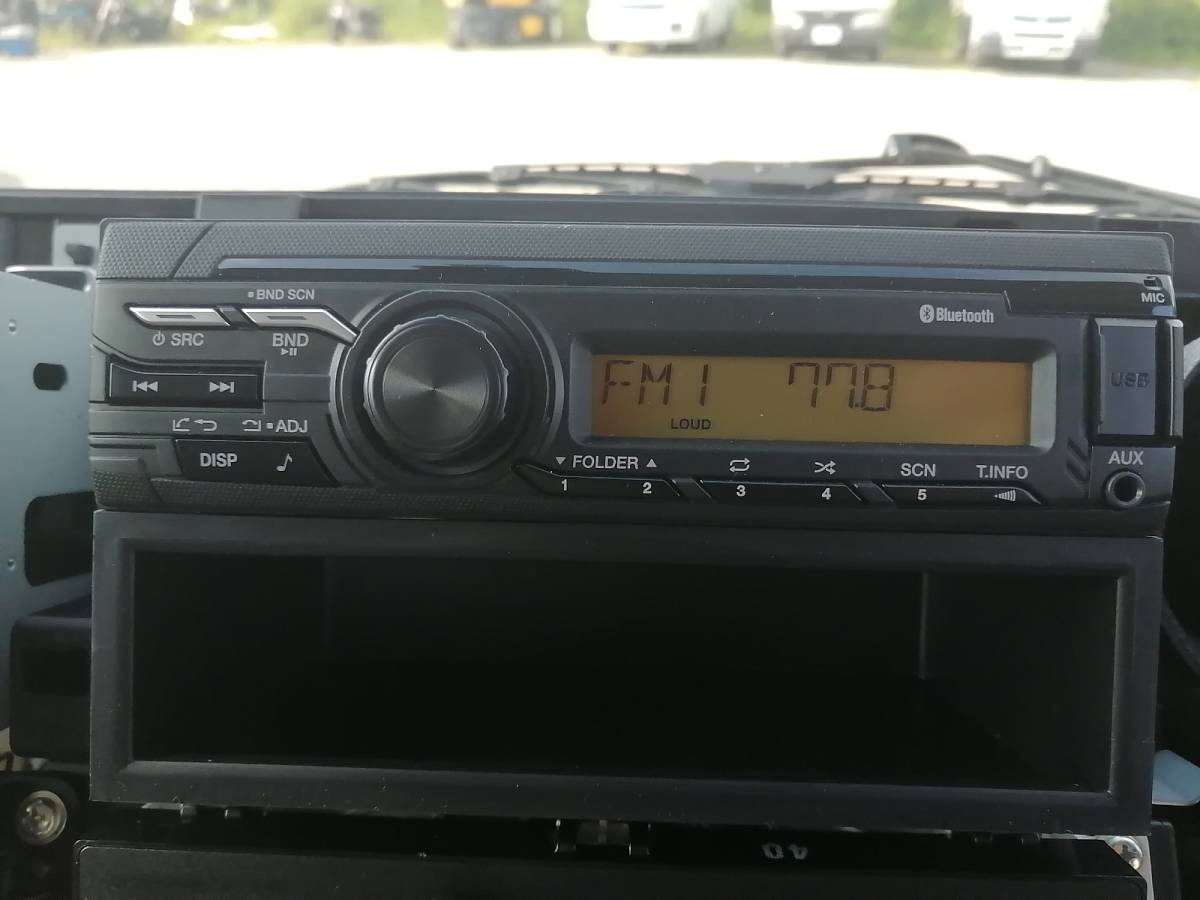 BND SCN
SRC
BND
ADJ
DISP
Bluetooth
MIC
USB
FM1 77.8
LOUD
FOLDER
SCN
T.INFO
1 2 3 4 5
AUX
40